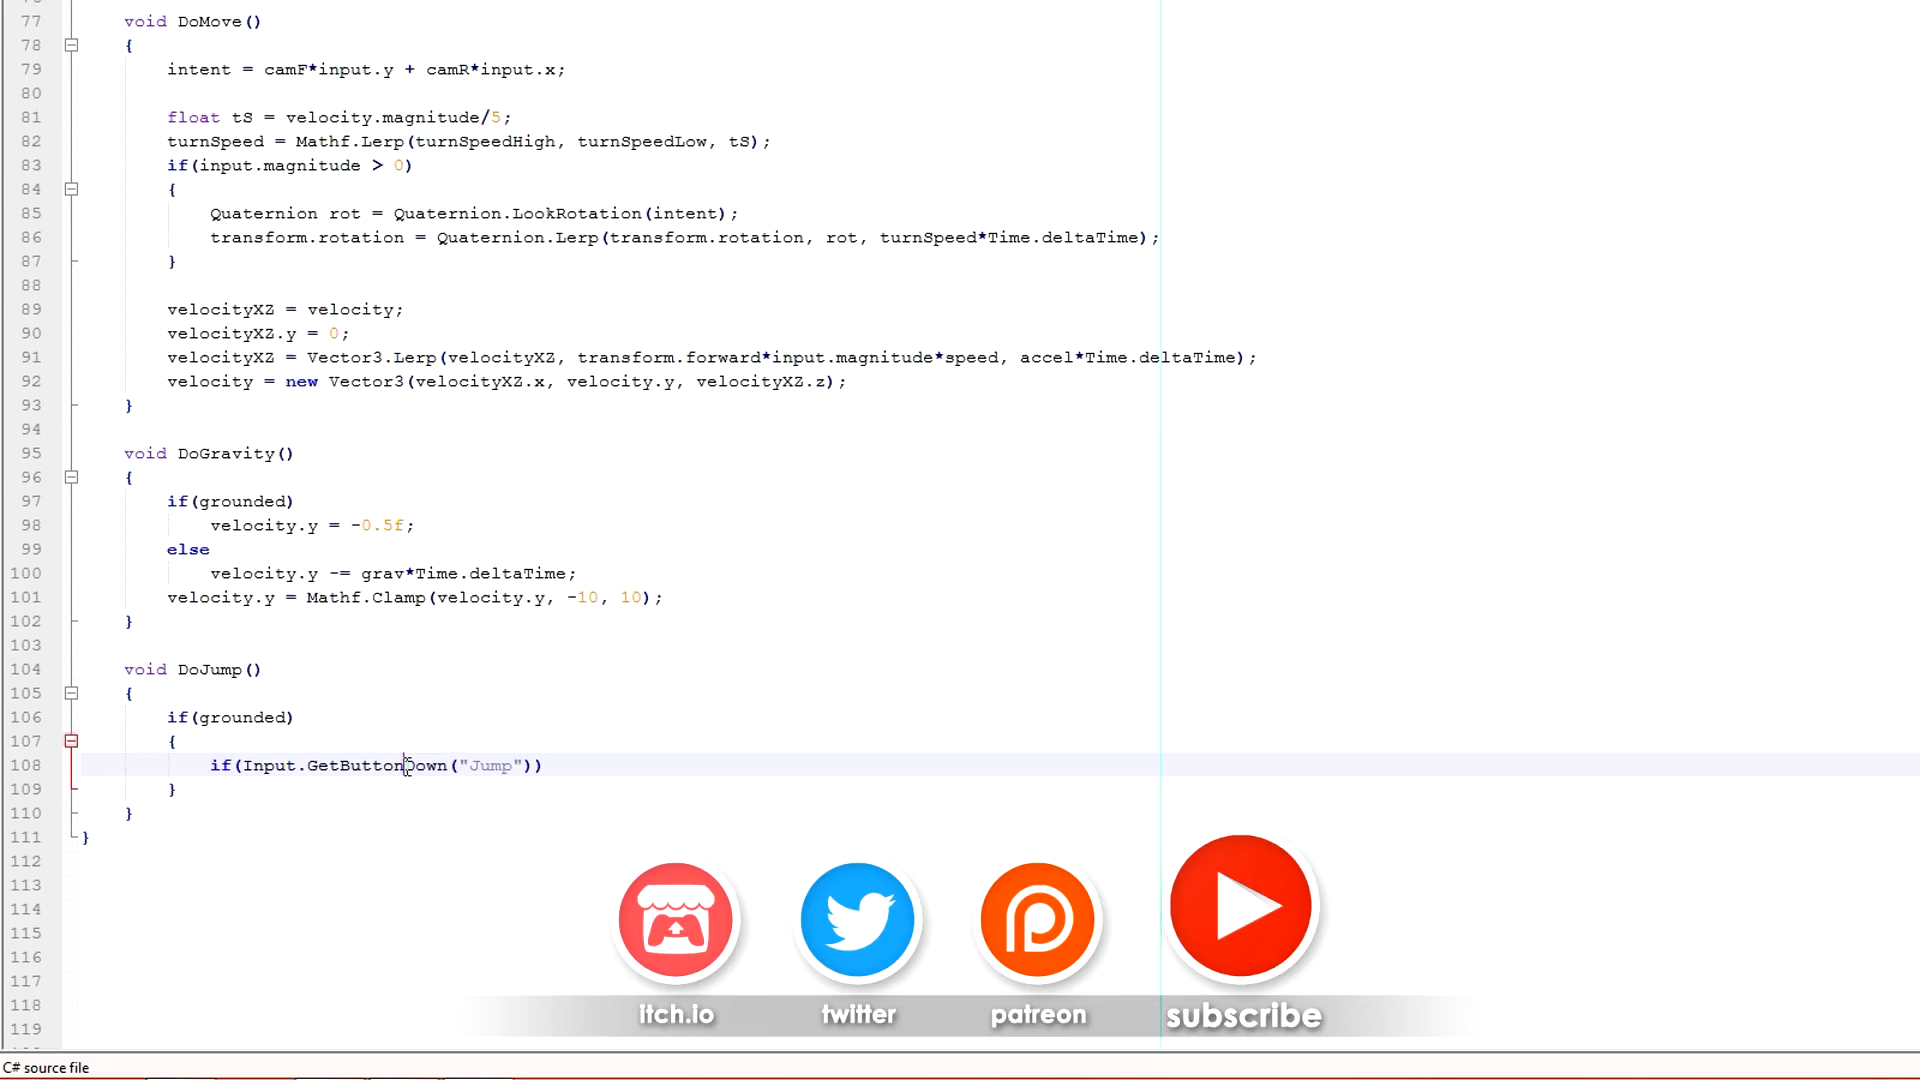 77 void DoMove()
78 {
79 intent = camF*input.y + camR*input.x;
80
81 float tS = velocity.magnitude/5;
82 turnSpeed = Mathf.Lerp(turnSpeedHigh, turnSpeedLow, tS);
83 if(input.magnitude > 0)
84 {
85 Quaternion rot = Quaternion.LookRotation(intent);
86 transform.rotation = Quaternion.Lerp(transform.rotation, rot, turnSpeed*Time.deltaTime);
87 }
88
89 velocityXZ = velocity;
90 velocityXZ.y = 0;
91 velocityXZ = Vector3.Lerp(velocityXZ, transform.forward*input.magnitude*speed, accel*Time.deltaTime);
92 velocity = new Vector3(velocityXZ.x, velocity.y, velocityXZ.z);
93 }
94
95 void DoGravity()
96 {
97 if(grounded)
98 velocity.y = -0.5f;
99 else
100 velocity.y -= grav*Time.deltaTime;
101 velocity.y = Mathf.Clamp(velocity.y, -10, 10);
102 }
103
104 void DoJump()
105 {
106 if(grounded)
107 {
108 if(Input.GetButtonDown("Jump"))
109 }
110 }
111 }
112
113
114
115
116
117
118
119
itch.io twitter patreon subscribe
C# source file